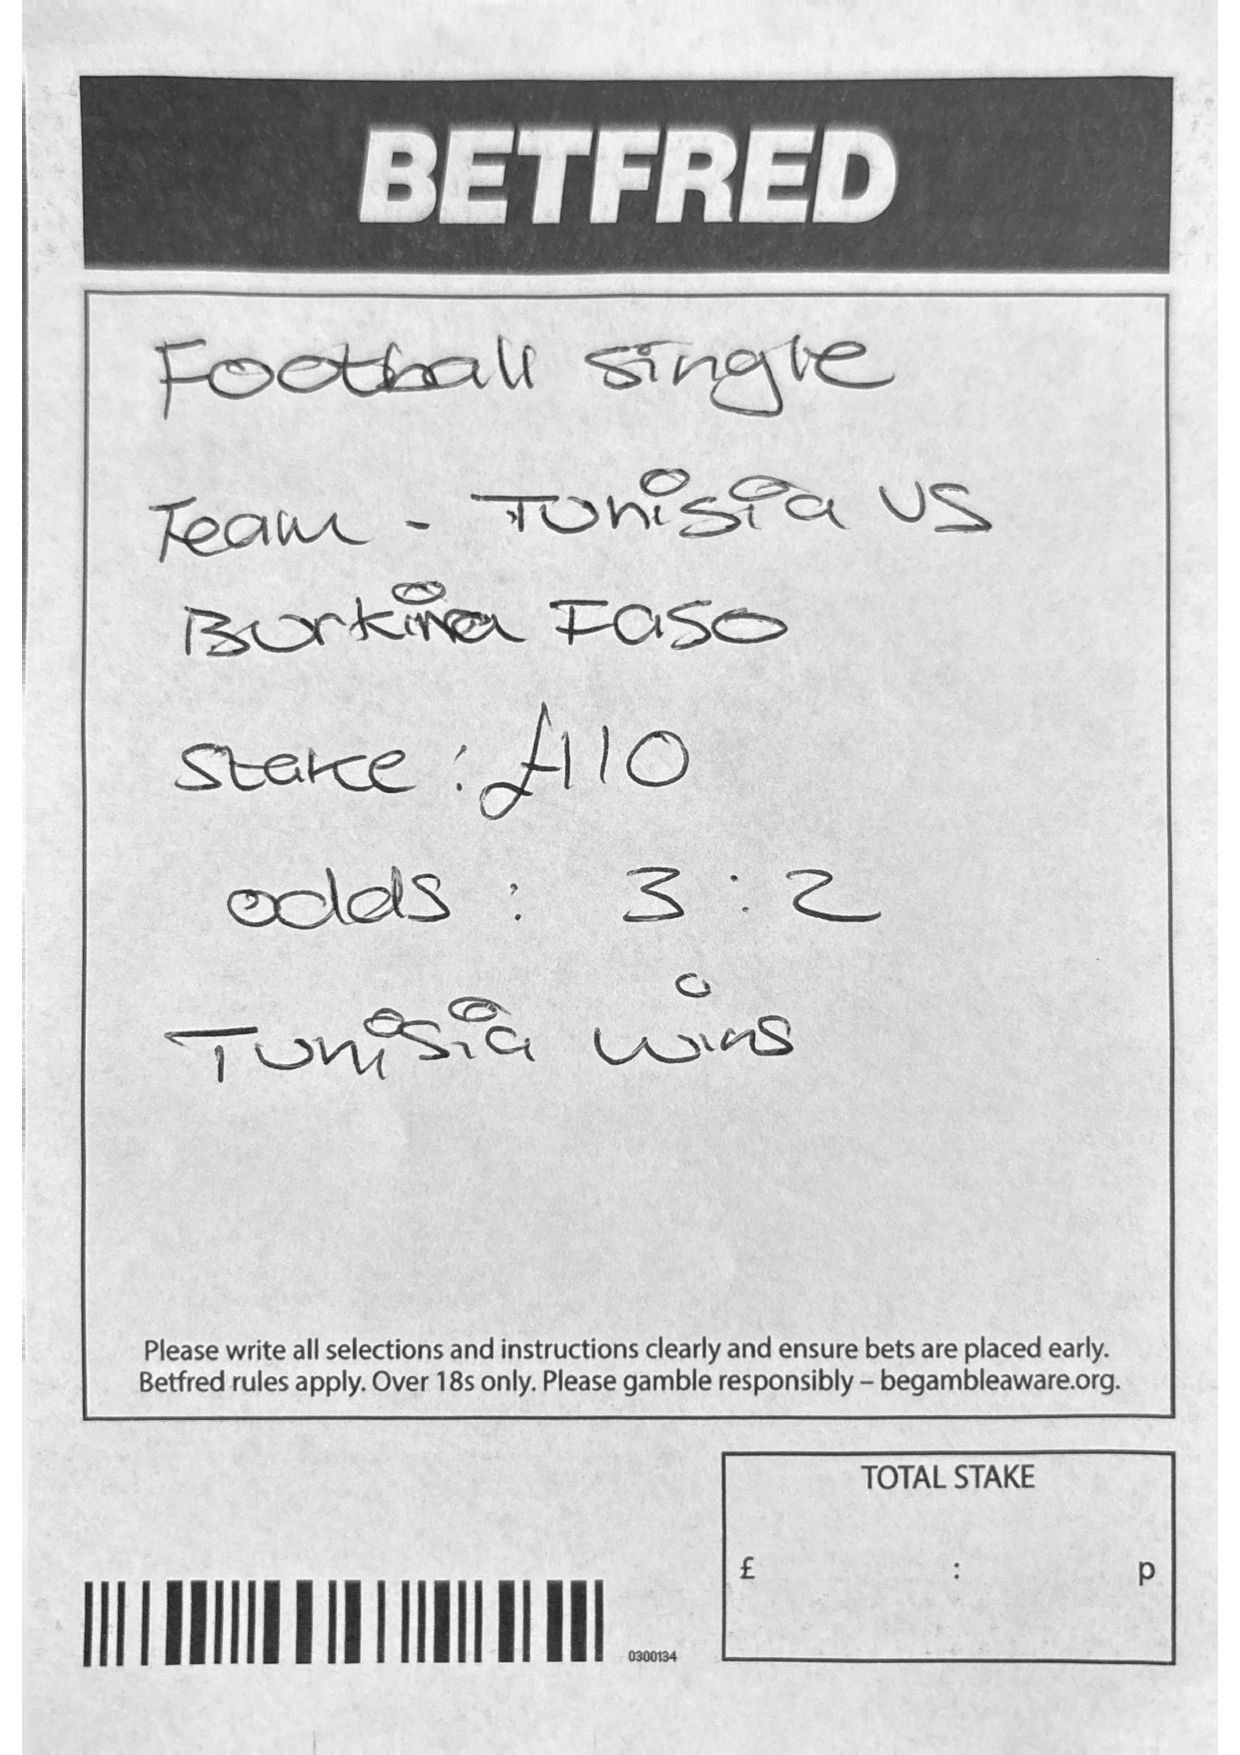 BETFRED
Football single
Team - Tunisia VS
Burkina Faso
Stake : £110
odds : 3 : 2
Tunisia wins
Please write all selections and instructions clearly and ensure bets are placed early.
Betfred rules apply. Over 18s only. Please gamble responsibly – begambleaware.org.
TOTAL STAKE
£ : p
0300134